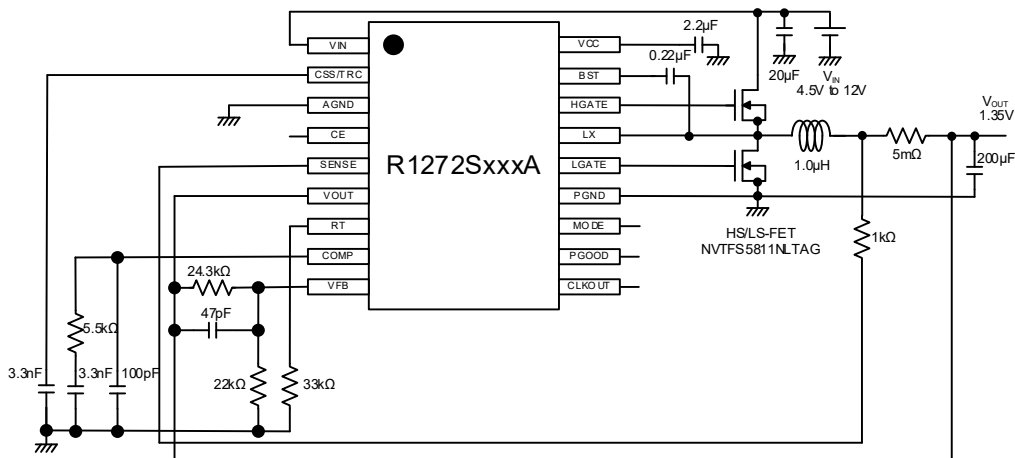 VIN
CSS/TRC
AGND
CE
SENSE
VOUT
RT
COMP
VFB
R1272SxxxA
VCC
BST
HGATE
LX
LGATE
PGND
MODE
PGOOD
CLKOUT
2.2µF
0.22µF
20µF
VIN
4.5V to 12V
VOUT
1.35V
1.0µH
5mΩ
200µF
HS/LS-FET
NVTFS5811NLTAG
1kΩ
24.3kΩ
47pF
5.5kΩ
3.3nF
3.3nF
100pF
22kΩ
33kΩ